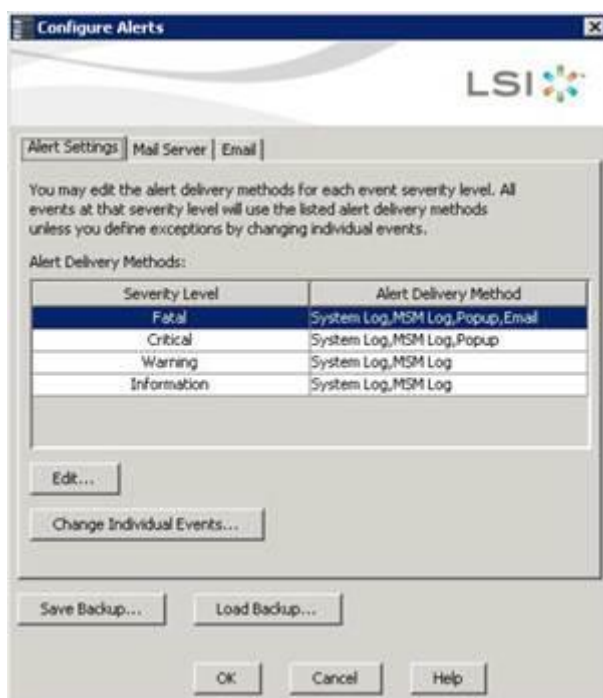 Configure Alerts
LSI
Alert Settings Mail Server Email
You may edit the alert delivery methods for each event severity level. All
events at that severity level will use the listed alert delivery methods
unless you define exceptions by changing individual events.
Alert Delivery Methods:
Severity Level Alert Delivery Method
Fatal System Log,MSM Log,Popup,Email
Critical System Log,MSM Log,Popup
Warning System Log,MSM Log
Information System Log,MSM Log
Edit...
Change Individual Events...
Save Backup... Load Backup...
OK Cancel Help